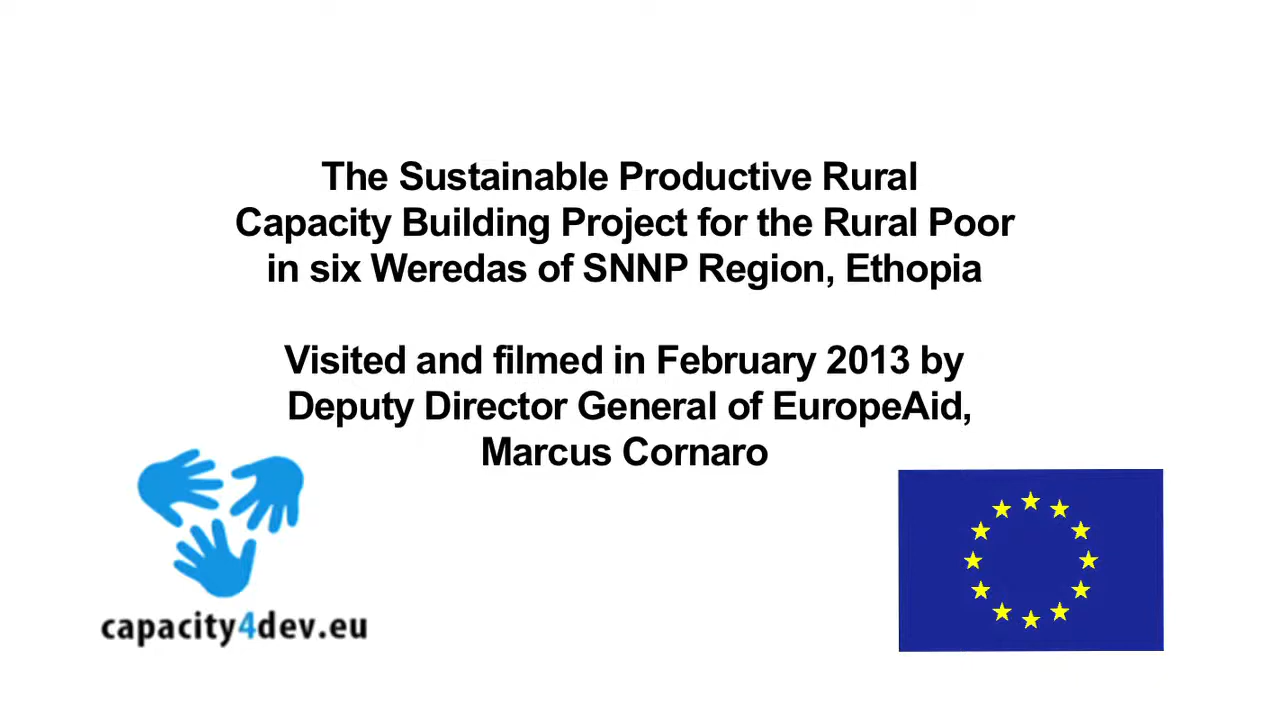 The Sustainable Productive Rural
Capacity Building Project for the Rural Poor
in six Weredas of SNNP Region, Ethopia
Visited and filmed in February 2013 by
Deputy Director General of EuropeAid,
Marcus Cornaro
capacity4dev.eu